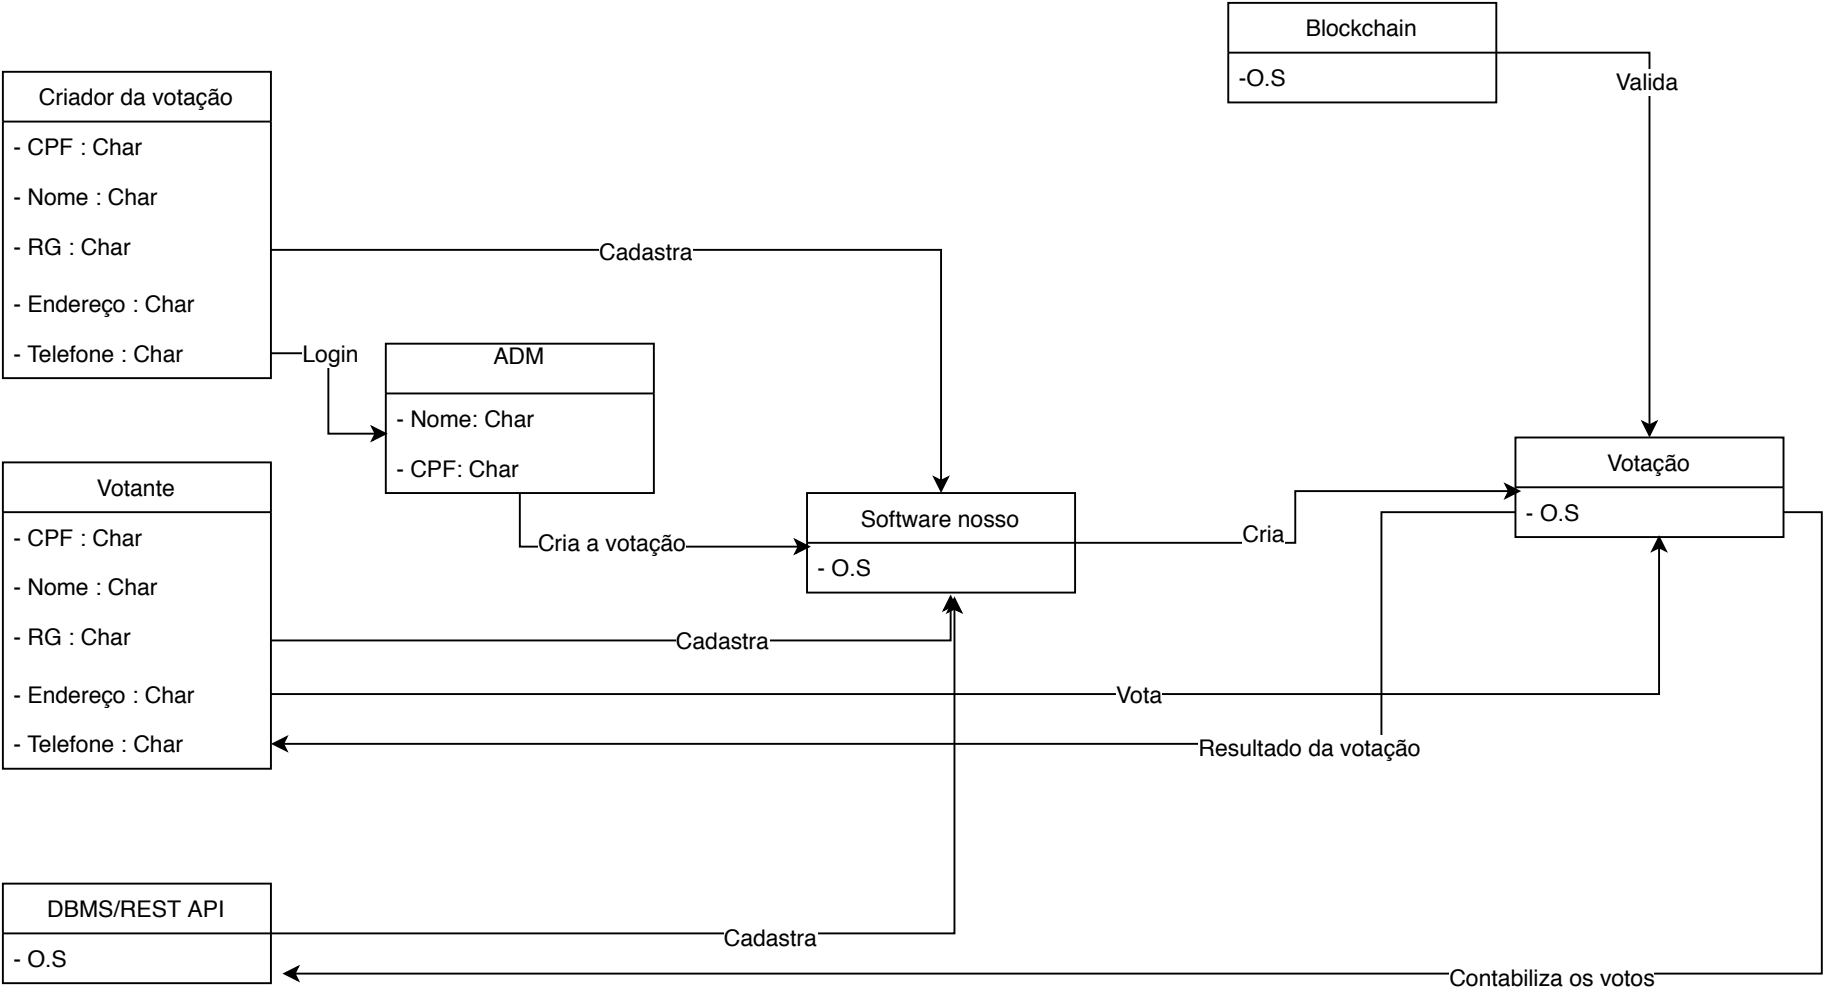 Blockchain
-O.S
Valida
Criador da votação
- CPF : Char
- Nome : Char
- RG : Char
- Endereço : Char
- Telefone : Char
Cadastra
Login
ADM
- Nome: Char
- CPF: Char
Cria a votação
Votante
- CPF : Char
- Nome : Char
- RG : Char
- Endereço : Char
- Telefone : Char
Software nosso
- O.S
Cria
Votação
- O.S
Cadastra
Vota
Resultado da votação
DBMS/REST API
- O.S
Cadastra
Contabiliza os votos